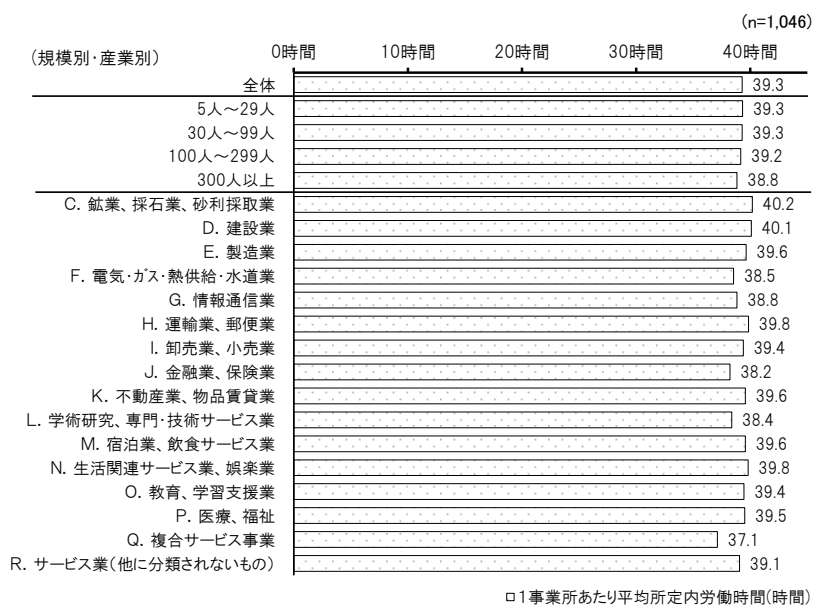 (n=1,046)
(規模別・産業別) 0時間 10時間 20時間 30時間 40時間
全体 39.3
5人～29人 39.3
30人～99人 39.3
100人～299人 39.2
300人以上 38.8
C. 鉱業、採石業、砂利採取業 40.2
D. 建設業 40.1
E. 製造業 39.6
F. 電気・ガス・熱供給・水道業 38.5
G. 情報通信業 38.8
H. 運輸業、郵便業 39.8
I. 卸売業、小売業 39.4
J. 金融業、保険業 38.2
K. 不動産業、物品賃貸業 39.6
L. 学術研究、専門・技術サービス業 38.4
M. 宿泊業、飲食サービス業 39.6
N. 生活関連サービス業、娯楽業 39.8
O. 教育、学習支援業 39.4
P. 医療、福祉 39.5
Q. 複合サービス事業 37.1
R. サービス業(他に分類されないもの) 39.1
1事業所あたり平均所定内労働時間(時間)